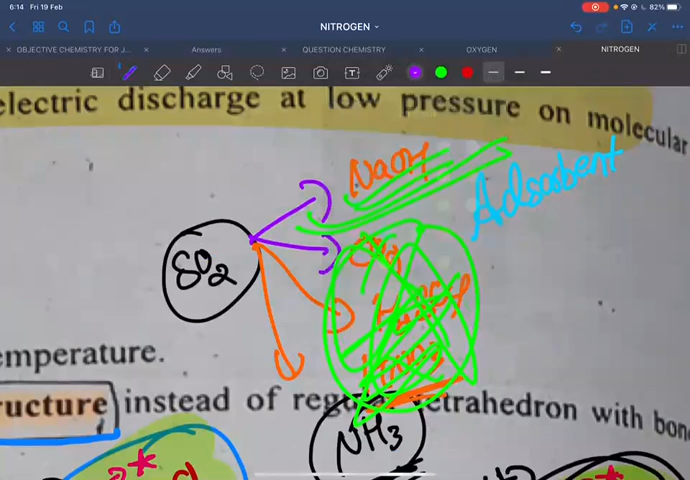 6:14 Fri 19 Feb
82%
NITROGEN
OBJECTIVE CHEMISTRY FOR J...
Answers
QUESTION CHEMISTRY
OXYGEN
NITROGEN
electric discharge at low pressure on molecular
NaOH
Adsorbent
SO2
emperature.
ructure instead of regu etrahedron with bon
NH3